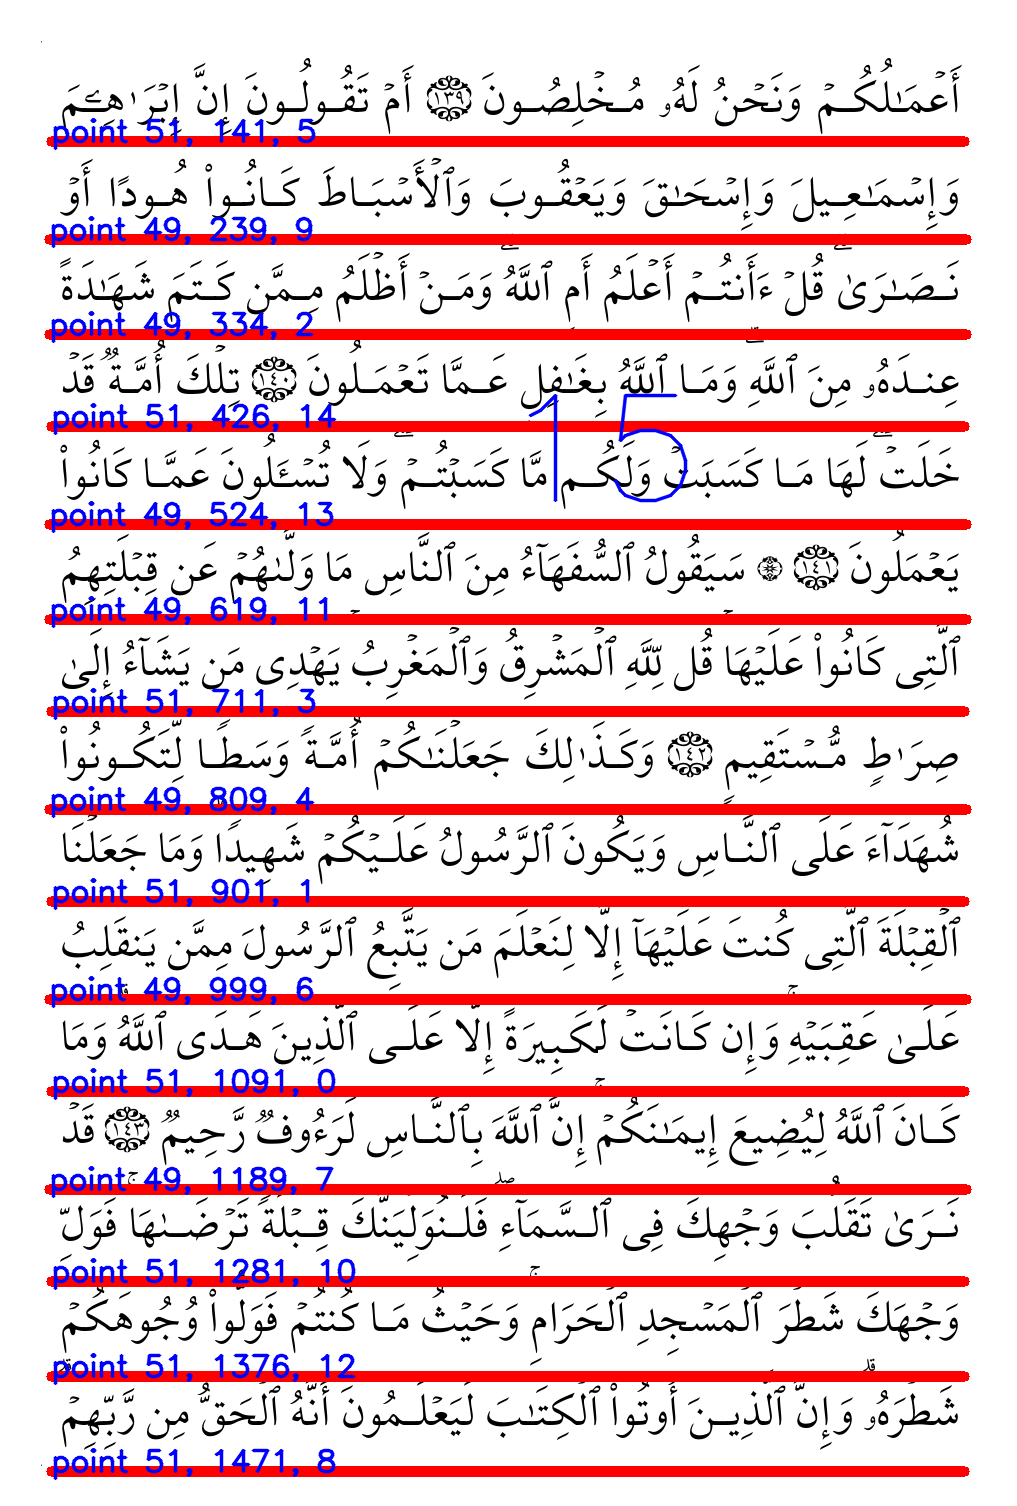 أَعۡمَٰلُكُمۡ وَنَحۡنُ لَهُۥ مُخۡلِصُونَ ١٣٩ أَمۡ تَقُولُونَ إِنَّ إِبۡرَٰهِـۧمَ
point 51, 141, 5
وَإِسۡمَٰعِيلَ وَإِسۡحَٰقَ وَيَعۡقُوبَ وَٱلۡأَسۡبَاطَ كَانُواْ هُودًا أَوۡ
point 49, 239, 9
نَصَٰرَىٰۗ قُلۡ ءَأَنتُمۡ أَعۡلَمُ أَمِ ٱللَّهُۗ وَمَنۡ أَظۡلَمُ مِمَّن كَتَمَ شَهَٰدَةً
point 49, 334, 2
عِندَهُۥ مِنَ ٱللَّهِۗ وَمَا ٱللَّهُ بِغَٰفِلٍ عَمَّا تَعۡمَلُونَ ١٤٠ تِلۡكَ أُمَّةٞ قَدۡ
point 51, 426, 14
15
خَلَتۡۖ لَهَا مَا كَسَبَتۡ وَلَكُم مَّا كَسَبۡتُمۡۖ وَلَا تُسۡـَٔلُونَ عَمَّا كَانُواْ
point 49, 524, 13
يَعۡمَلُونَ ١٤١ ۞ سَيَقُولُ ٱلسُّفَهَآءُ مِنَ ٱلنَّاسِ مَا وَلَّىٰهُمۡ عَن قِبۡلَتِهِمُ
point 49, 619, 11
ٱلَّتِي كَانُواْ عَلَيۡهَاۚ قُل لِّلَّهِ ٱلۡمَشۡرِقُ وَٱلۡمَغۡرِبُۚ يَهۡدِي مَن يَشَآءُ إِلَىٰ
point 51, 711, 3
صِرَٰطٖ مُّسۡتَقِيمٖ ١٤٢ وَكَذَٰلِكَ جَعَلۡنَٰكُمۡ أُمَّةٗ وَسَطٗا لِّتَكُونُواْ
point 49, 809, 4
شُهَدَآءَ عَلَى ٱلنَّاسِ وَيَكُونَ ٱلرَّسُولُ عَلَيۡكُمۡ شَهِيدٗاۗ وَمَا جَعَلۡنَا
point 51, 901, 1
ٱلۡقِبۡلَةَ ٱلَّتِي كُنتَ عَلَيۡهَآ إِلَّا لِنَعۡلَمَ مَن يَتَّبِعُ ٱلرَّسُولَ مِمَّن يَنقَلِبُ
point 49, 999, 6
عَلَىٰ عَقِبَيۡهِۚ وَإِن كَانَتۡ لَكَبِيرَةً إِلَّا عَلَى ٱلَّذِينَ هَدَى ٱللَّهُۗ وَمَا
point 51, 1091, 0
كَانَ ٱللَّهُ لِيُضِيعَ إِيمَٰنَكُمۡۚ إِنَّ ٱللَّهَ بِٱلنَّاسِ لَرَءُوفٞ رَّحِيمٞ ١٤٣ قَدۡ
point 49, 1189, 7
نَرَىٰ تَقَلُّبَ وَجۡهِكَ فِي ٱلسَّمَآءِۖ فَلَنُوَلِّيَنَّكَ قِبۡلَةٗ تَرۡضَىٰهَاۚ فَوَلِّ
point 51, 1281, 10
وَجۡهَكَ شَطۡرَ ٱلۡمَسۡجِدِ ٱلۡحَرَامِۚ وَحَيۡثُ مَا كُنتُمۡ فَوَلُّواْ وُجُوهَكُمۡ
point 51, 1376, 12
شَطۡرَهُۥۗ وَإِنَّ ٱلَّذِينَ أُوتُواْ ٱلۡكِتَٰبَ لَيَعۡلَمُونَ أَنَّهُ ٱلۡحَقُّ مِن رَّبِّهِمۡۗ
point 51, 1471, 8